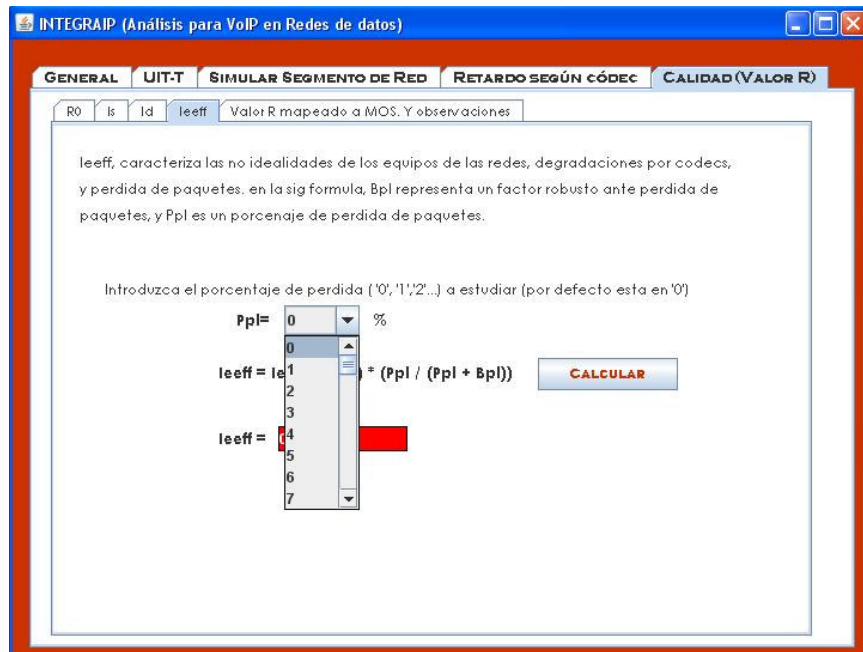 INTEGRAIP (Análisis para VoIP en Redes de datos)
GENERAL UIT-T SIMULAR SEGMENTO DE RED RETARDO SEGÚN CÓDEC CALIDAD (VALOR R)
R0 Is Id Ieeff Valor R mapeado a MOS. Y observaciones
Ieeff, caracteriza las no idealidades de los equipos de las redes, degradaciones por codecs,
y perdida de paquetes. en la sig formula, Bpl representa un factor robusto ante perdida de
paquetes, y Ppl es un porcenaje de perdida de paquetes.
Introduzca el porcentaje de perdida ( '0', '1','2'...) a estudiar (por defecto esta en '0')
Ppl= 0 %
0
Ieeff = Ie 1 ) * (Ppl / (Ppl + Bpl)) CALCULAR
2
3
Ieeff = 4
5
6
7